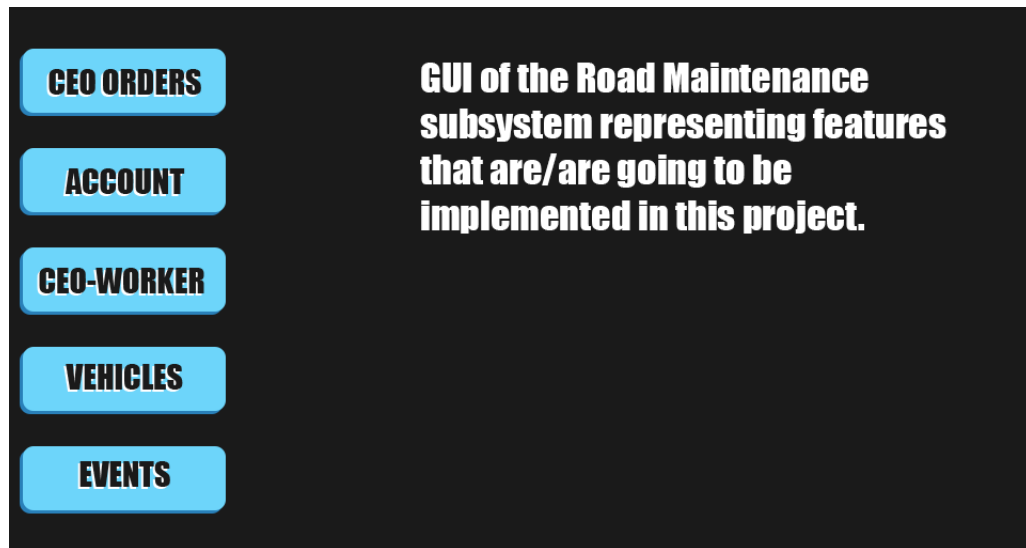 CEO ORDERS
ACCOUNT
CEO-WORKER
VEHICLES
EVENTS
GUI of the Road Maintenance
subsystem representing features
that are/are going to be
implemented in this project.